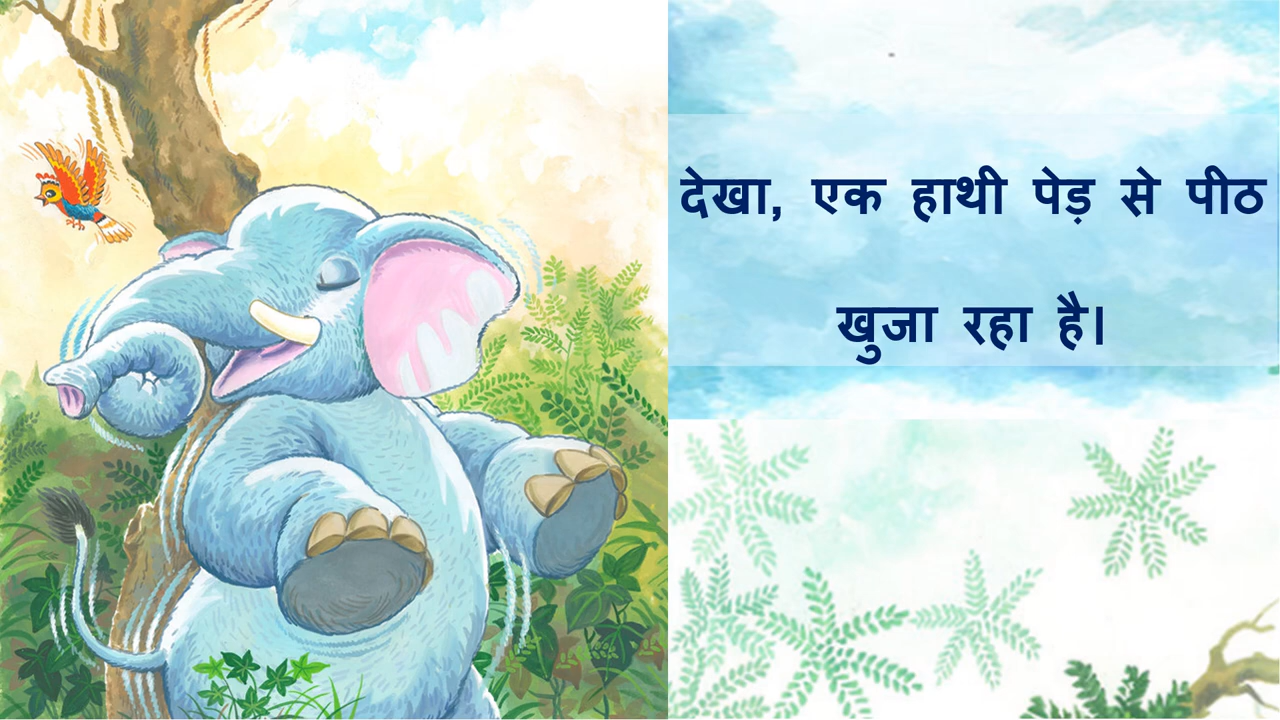 देखा, एक हाथी पेड़ से पीठ
खुजा रहा है।